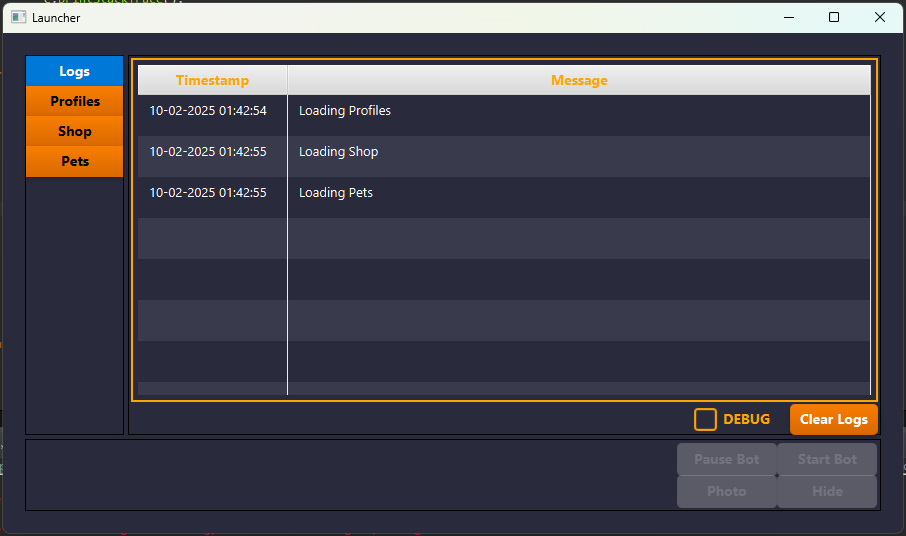 e.printStackTrace();
Launcher
Logs
Profiles
Shop
Pets
Timestamp Message
10-02-2025 01:42:54 Loading Profiles
10-02-2025 01:42:55 Loading Shop
10-02-2025 01:42:55 Loading Pets
DEBUG Clear Logs
Pause Bot Start Bot
Photo Hide